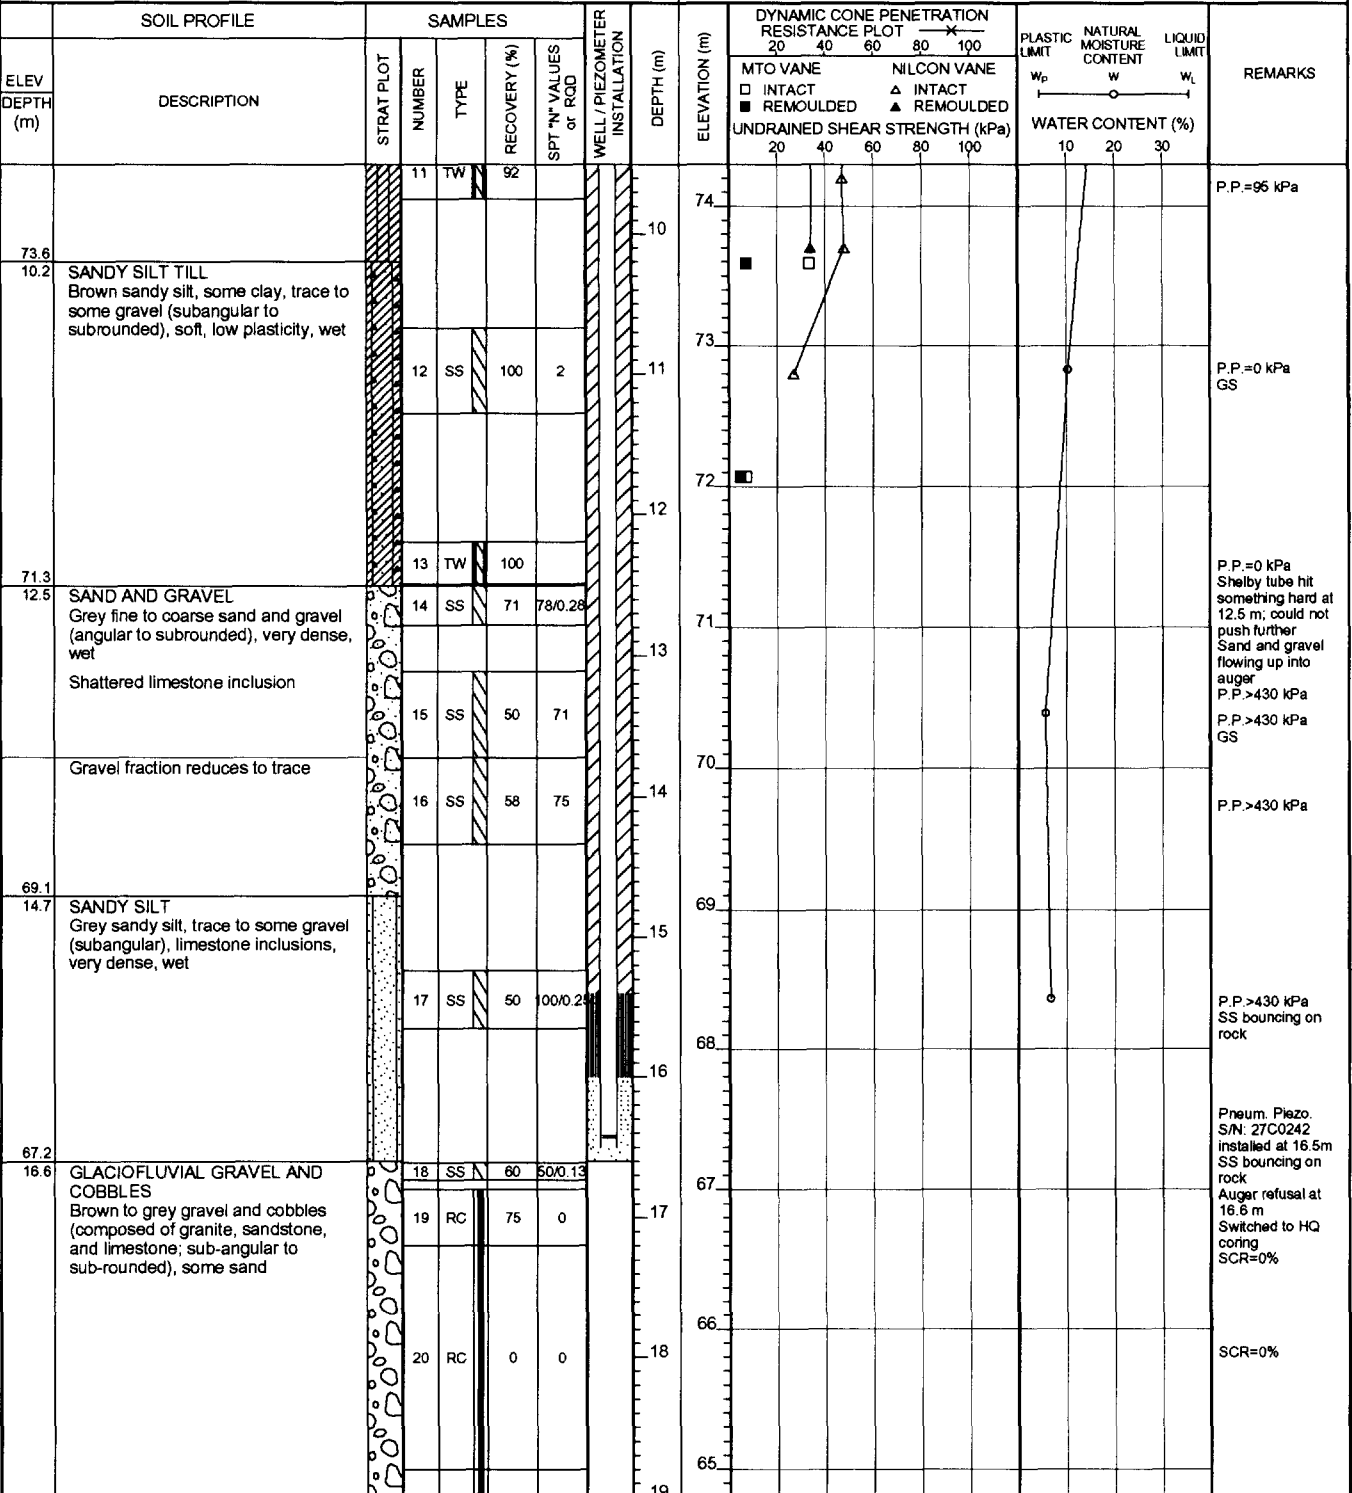 SOIL PROFILE
SAMPLES
ELEV
DEPTH
(m)
DESCRIPTION
STRAT PLOT
NUMBER
TYPE
RECOVERY (%)
SPT "N" VALUES
or RQD
WELL / PIEZOMETER
INSTALLATION
DEPTH (m)
ELEVATION (m)
DYNAMIC CONE PENETRATION
RESISTANCE PLOT
20 40 60 80 100
MTO VANE NILCON VANE
INTACT INTACT
REMOULDED REMOULDED
UNDRAINED SHEAR STRENGTH (kPa)
20 40 60 80 100
PLASTIC LIMIT
NATURAL MOISTURE CONTENT
LIQUID LIMIT
WP W WL
WATER CONTENT (%)
10 20 30
REMARKS
11 TW 92
P.P.=95 kPa
74
10
73.6
10.2
SANDY SILT TILL
Brown sandy silt, some clay, trace to
some gravel (subangular to
subrounded), soft, low plasticity, wet
73
12 SS 100 2
11
P.P.=0 kPa
GS
72
12
13 TW 100
71.3
12.5
P.P.=0 kPa
Shelby tube hit
something hard at
12.5 m; could not
push further
Sand and gravel
flowing up into
auger
P.P.>430 kPa
SAND AND GRAVEL
Grey fine to coarse sand and gravel
(angular to subrounded), very dense,
wet
14 SS 71 78/0.28
71
13
Shattered limestone inclusion
15 SS 50 71
P.P.>430 kPa
GS
70
Gravel fraction reduces to trace
16 SS 58 75
14
P.P.>430 kPa
69.1
14.7
SANDY SILT
Grey sandy silt, trace to some gravel
(subangular), limestone inclusions,
very dense, wet
69
15
17 SS 50 100/0.25
P.P.>430 kPa
SS bouncing on
rock
68
16
Pneum. Piezo.
S/N: 27C0242
installed at 16.5m
SS bouncing on
rock
Auger refusal at
16.6 m
Switched to HQ
coring
SCR=0%
67.2
16.6
GLACIOFLUVIAL GRAVEL AND
COBBLES
Brown to grey gravel and cobbles
(composed of granite, sandstone,
and limestone; sub-angular to
sub-rounded), some sand
18 SS 60 50/0.13
67
19 RC 75 0
17
66
20 RC 0 0
18
SCR=0%
65
19